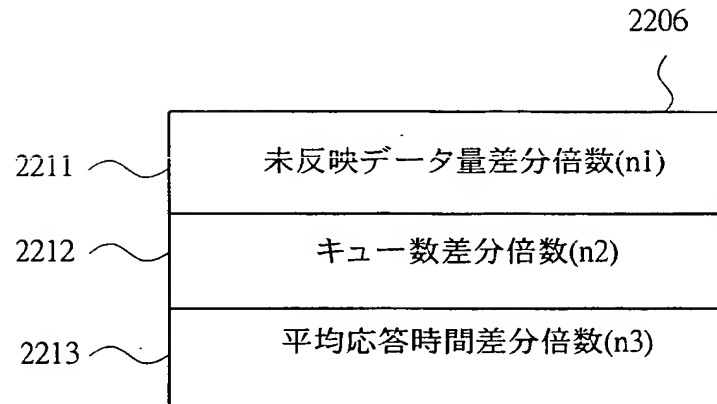 2206
2211 未反映データ量差分倍数(n1)
2212 キュー数差分倍数(n2)
2213 平均応答時間差分倍数(n3)